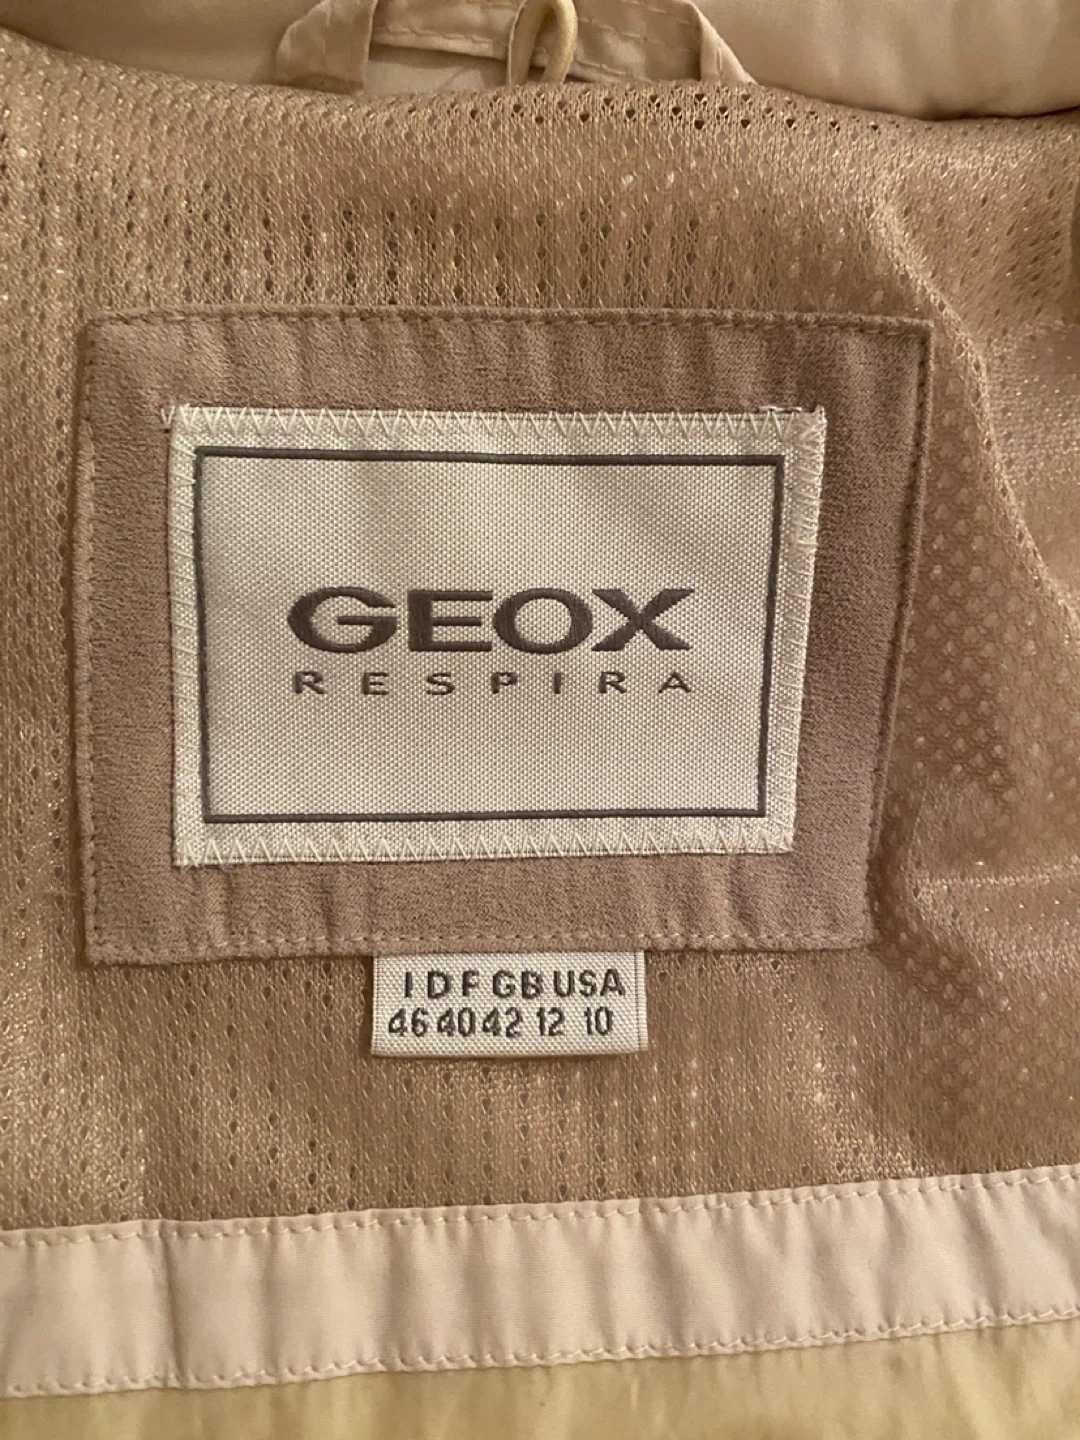 GEOX
RESPIRA
I D F GB USA
46 40 42 12 10